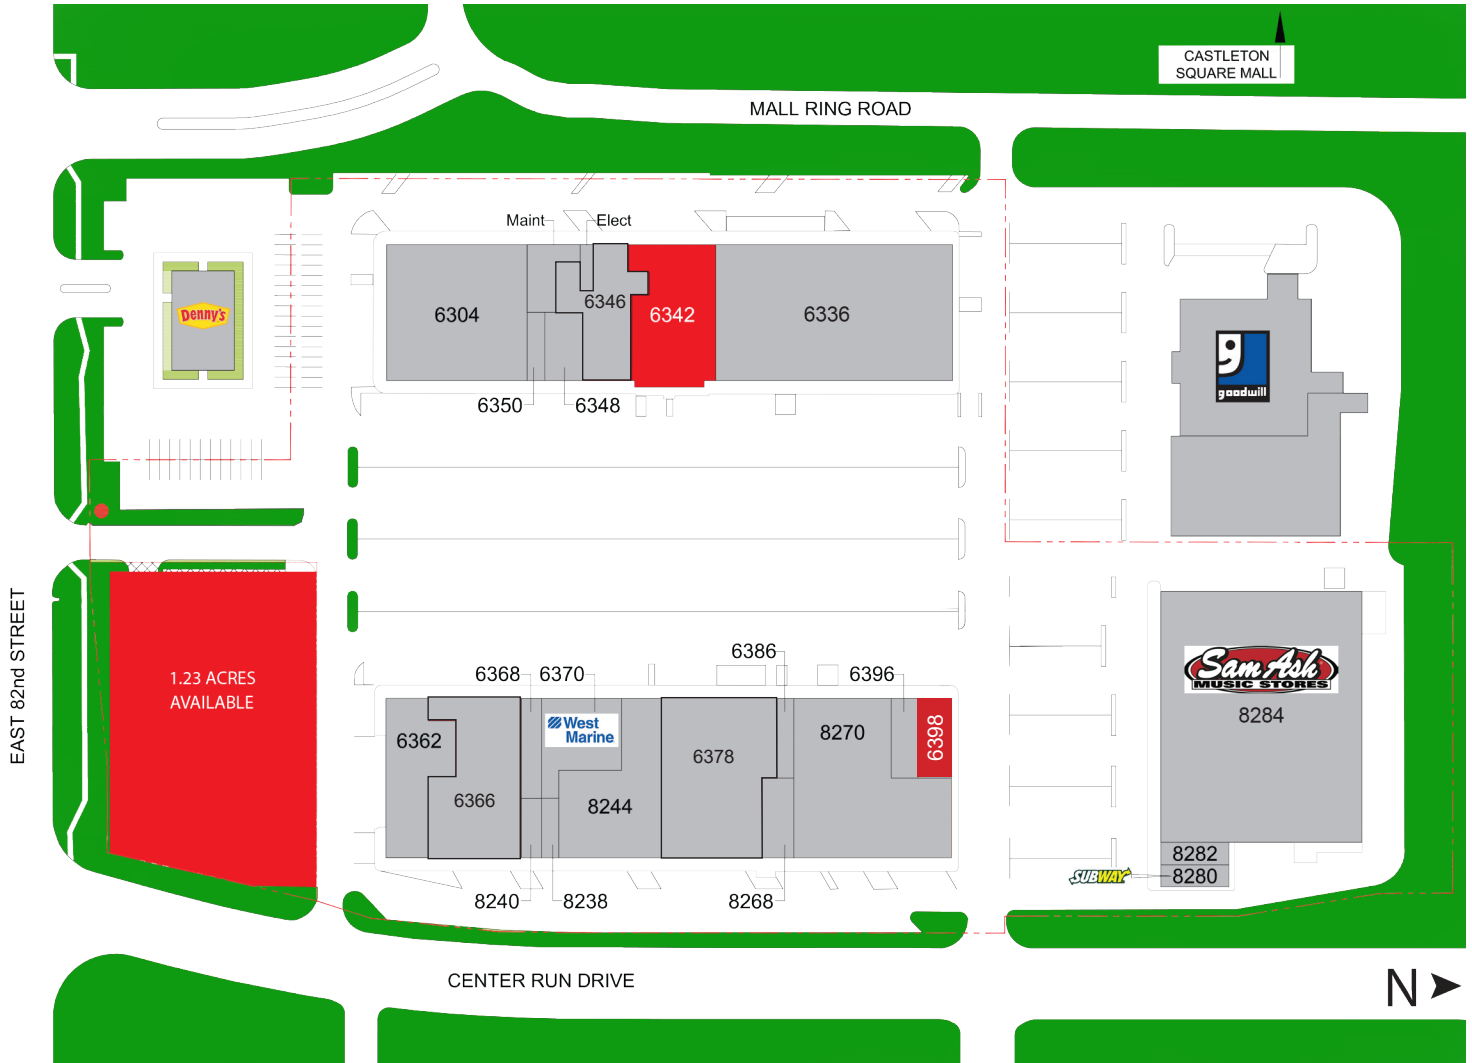 CASTLETON
SQUARE MALL
MALL RING ROAD
Maint
Elect
Denny's
6304
6346
6342
6336
goodwill
6350
6348
EAST 82nd STREET
1.23 ACRES
AVAILABLE
6368
6370
6386
6396
Sam Ash
MUSIC STORES
8284
6362
West
Marine
6378
8270
6398
6366
8244
8282
8280
SUBWAY
8240
8238
8268
CENTER RUN DRIVE
N